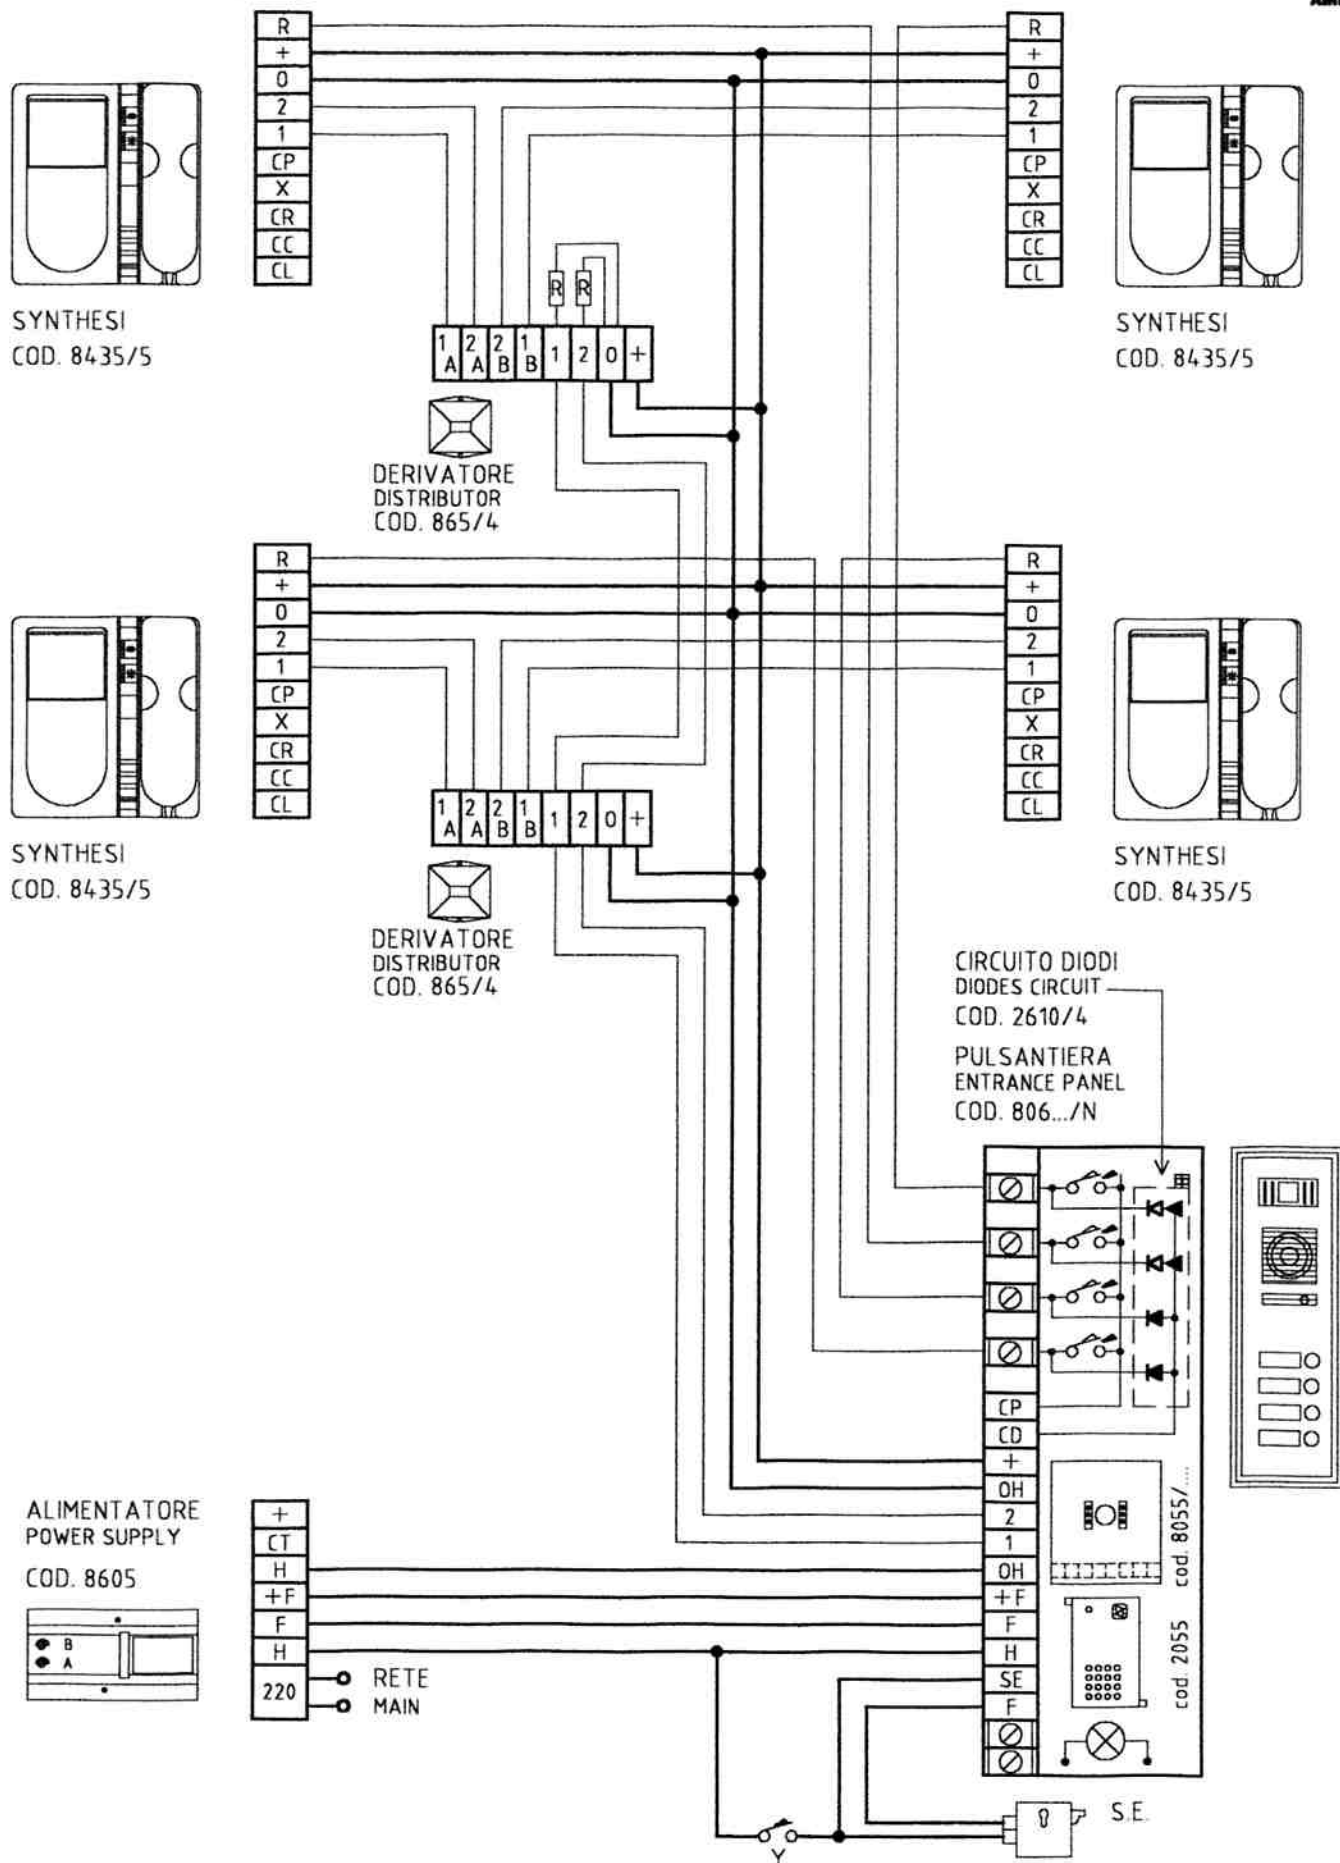 R
+
0
2
1
CP
X
CR
CC
CL
R
+
0
2
1
CP
X
CR
CC
CL
SYNTHESI
COD. 8435/5
SYNTHESI
COD. 8435/5
R R
1A 2A 2B 1B 1 2 0 +
DERIVATORE
DISTRIBUTOR
COD. 865/4
R
+
0
2
1
CP
X
CR
CC
CL
R
+
0
2
1
CP
X
CR
CC
CL
SYNTHESI
COD. 8435/5
SYNTHESI
COD. 8435/5
1A 2A 2B 1B 1 2 0 +
DERIVATORE
DISTRIBUTOR
COD. 865/4
CIRCUITO DIODI
DIODES CIRCUIT
COD. 2610/4
PULSANTIERA
ENTRANCE PANEL
COD. 806.../N
CP
CD
+
OH
2
1
OH
+F
F
H
SE
F
cod. 8055/....
cod. 2055
ALIMENTATORE
POWER SUPPLY
COD. 8605
B
A
+
CT
H
+F
F
H
220
RETE
MAIN
S.E.
Y